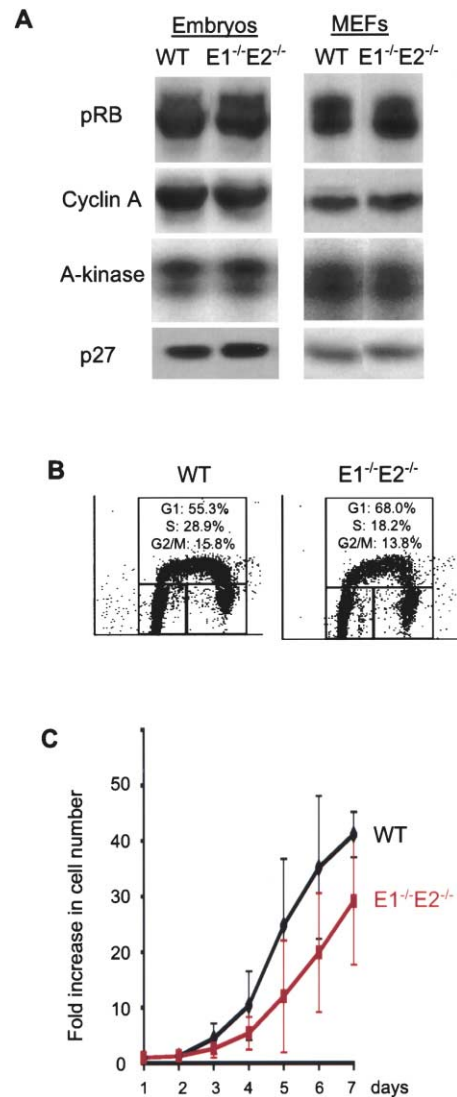 A
Embryos MEFs
WT E1-/-E2-/- WT E1-/-E2-/-
pRB
Cyclin A
A-kinase
p27
B
WT E1-/-E2-/-
G1: 55.3% G1: 68.0%
S: 28.9% S: 18.2%
G2/M: 15.8% G2/M: 13.8%
C
Fold increase in cell number
60
40
30
20
10
0
1 2 3 4 5 6 7 days
WT
E1-/-E2-/-